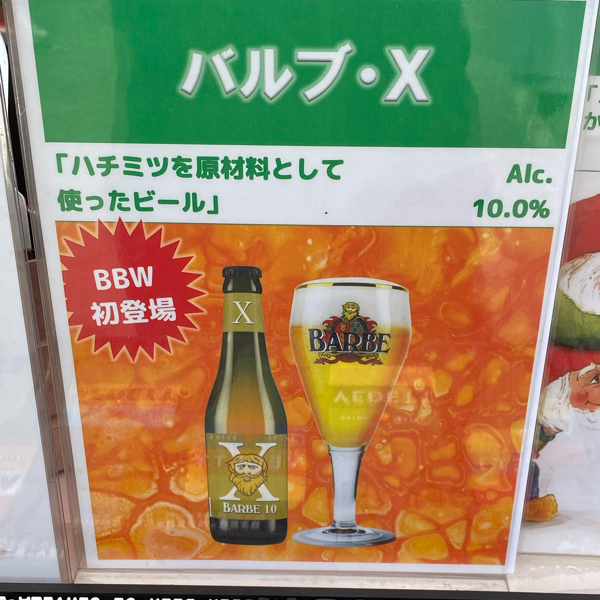 バルブ・X
「ハチミツを原材料として
使ったビール」
Alc.
10.0%
BBW
初登場
X
BARBE
X
BARBE 10